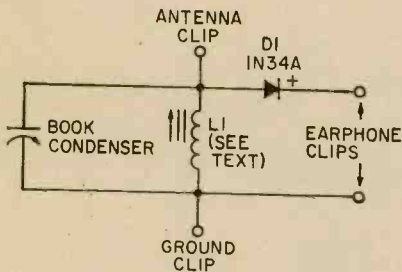 ANTENNA
CLIP
D1
IN34A
+
BOOK
CONDENSER
L1
(SEE
TEXT)
EARPHONE
CLIPS
GROUND
CLIP